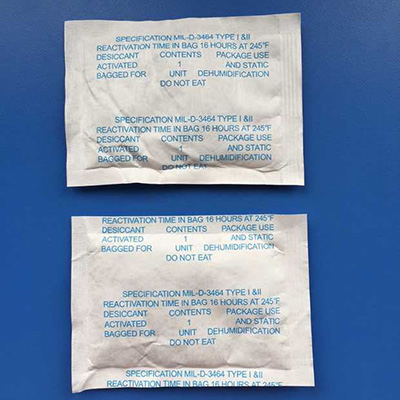 SPECIFICATION MIL-D-3464 TYPE I &II
REACTIVATION TIME IN BAG 16 HOURS AT 245°F
DESICCANT CONTENTS PACKAGE USE
ACTIVATED 1 AND STATIC
BAGGED FOR UNIT DEHUMIDIFICATION
DO NOT EAT
SPECIFICATION MIL-D-3464 TYPE I &II
REACTIVATION TIME IN BAG 16 HOURS AT 245°F
DESICCANT CONTENTS PACKAGE USE
ACTIVATED 1 AND STATIC
BAGGED FOR UNIT DEHUMIDIFICATION
DO NOT EAT
REACTIVATION TIME IN BAG 16 HOURS AT 245°F
DESICCANT CONTENTS PACKAGE USE
ACTIVATED 1 AND STATIC
BAGGED FOR UNIT DEHUMIDIFICATION
DO NOT EAT
SPECIFICATION MIL-D-3464 TYPE I &II
REACTIVATION TIME IN BAG 16 HOURS AT 245°F
DESICCANT CONTENTS PACKAGE USE
ACTIVATED 1 AND STATIC
BAGGED FOR UNIT DEHUMIDIFICATION
DO NOT EAT
SPECIFICATION MIL-D-3464 TYPE I &II
REACTIVATION TIME IN BAG 16 HOURS AT 245°F